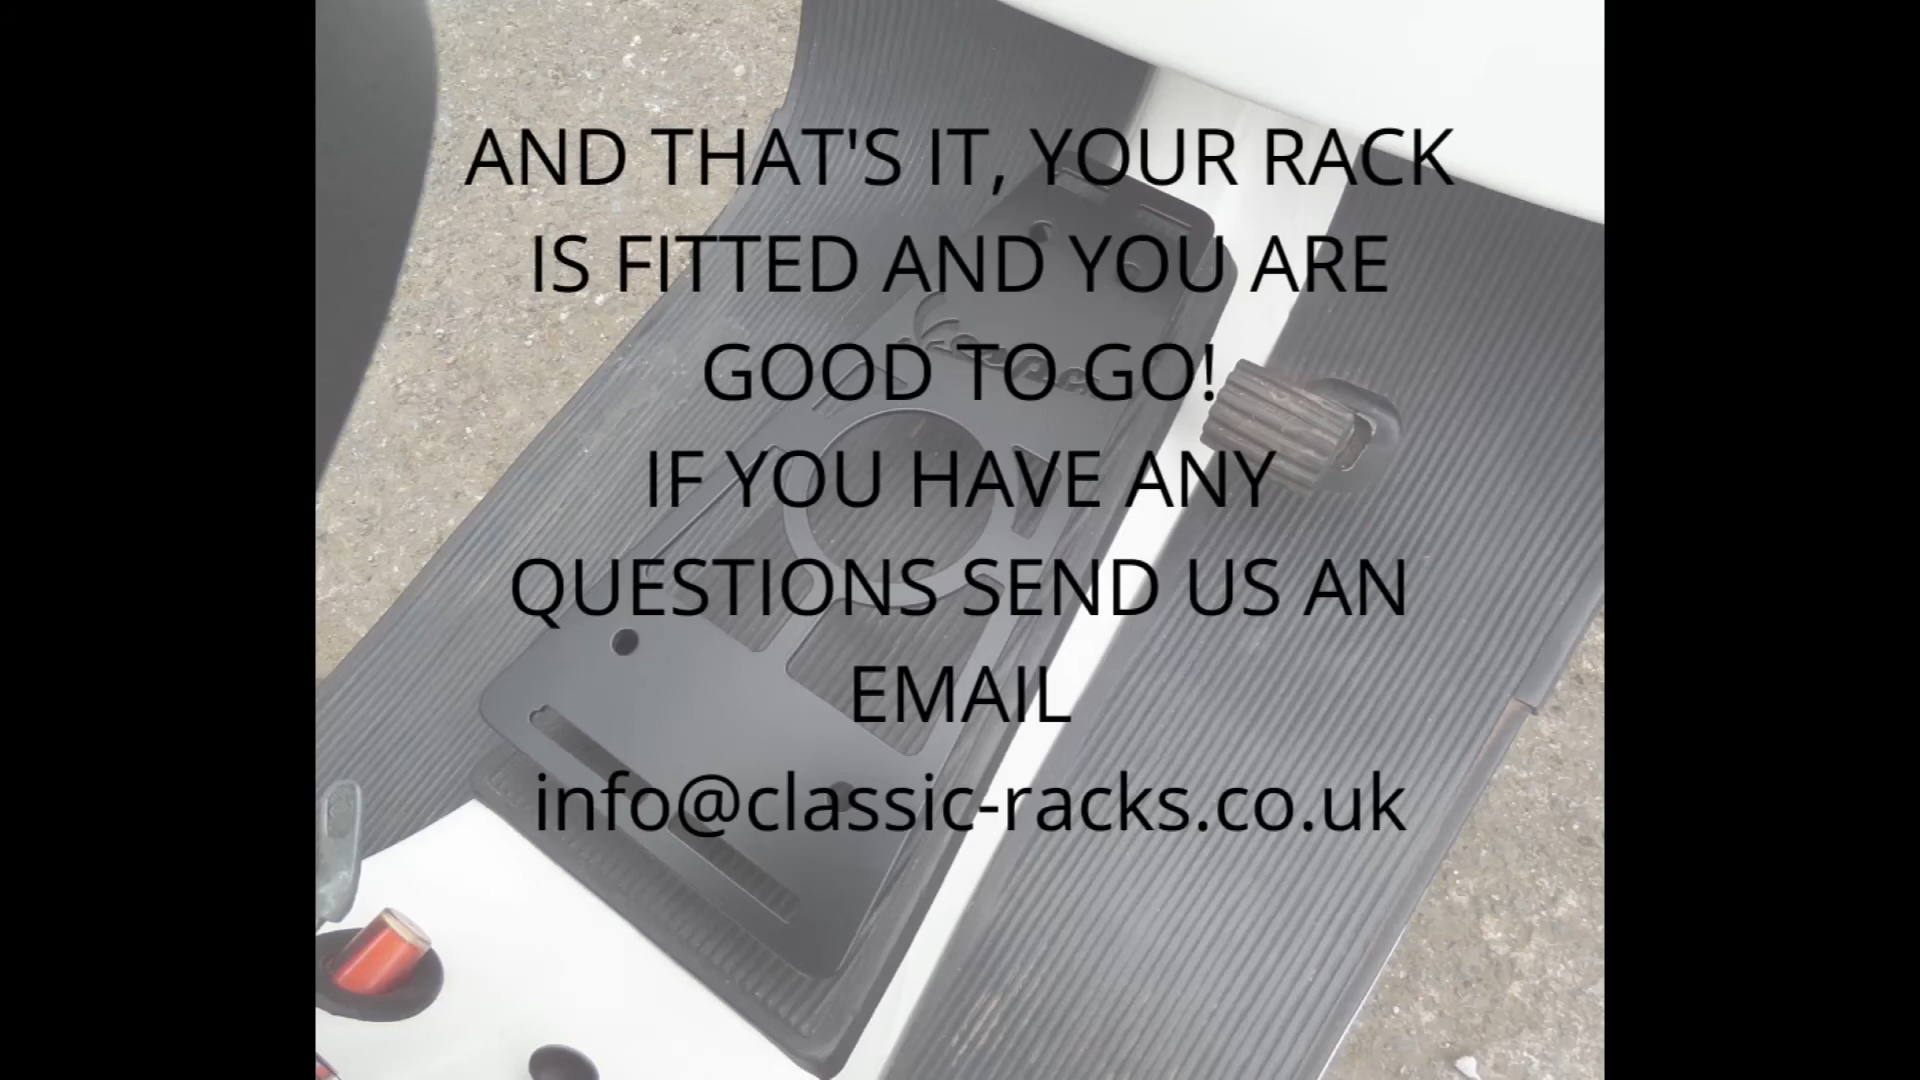 AND THAT'S IT, YOUR RACK
IS FITTED AND YOU ARE
GOOD TO GO!
IF YOU HAVE ANY
QUESTIONS SEND US AN
EMAIL
info@classic-racks.co.uk
Vespa